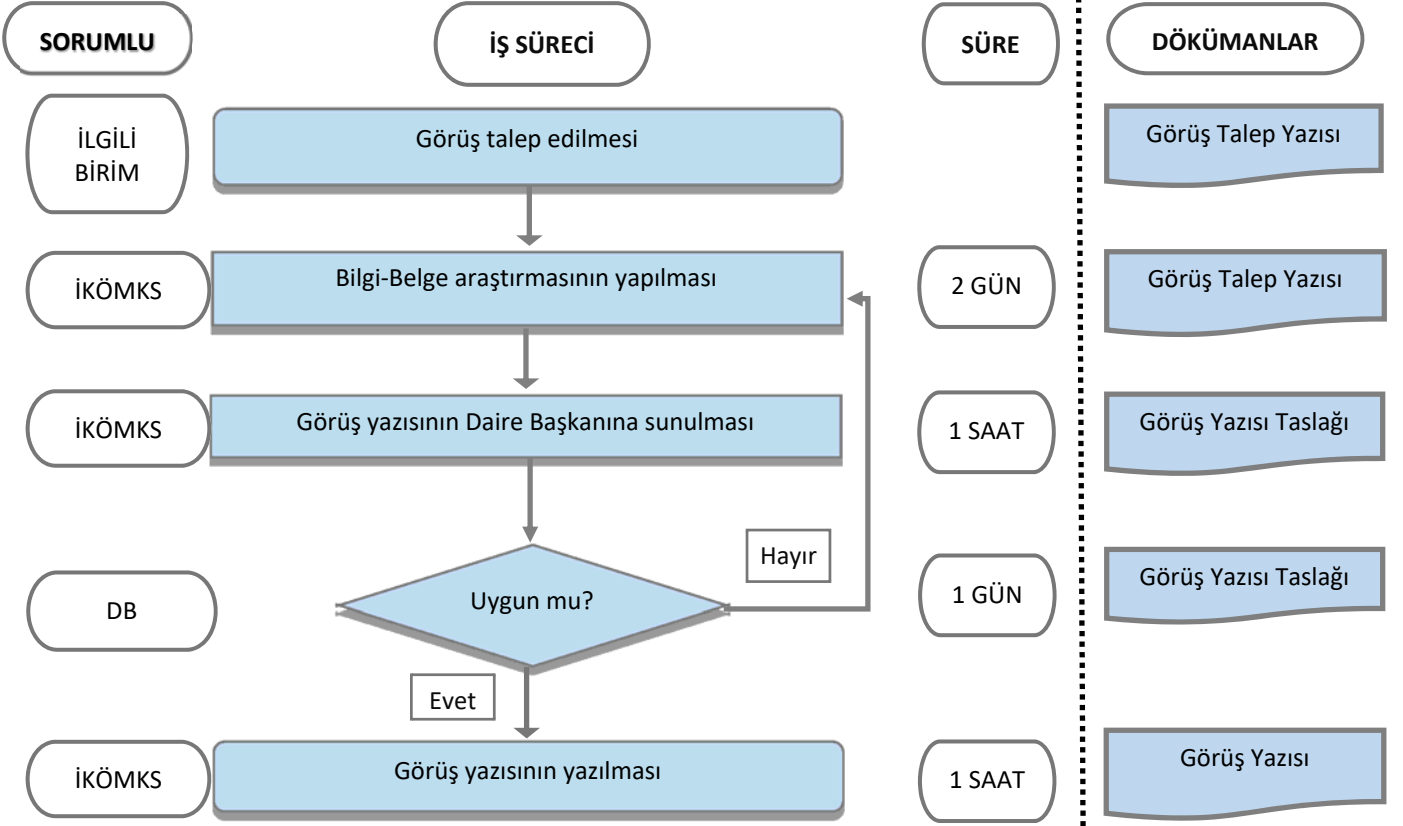 SORUMLU
İŞ SÜRECİ
SÜRE
DÖKÜMANLAR
İLGİLİ
BİRİM
Görüş talep edilmesi
Görüş Talep Yazısı
İKÖMKS
Bilgi-Belge araştırmasının yapılması
2 GÜN
Görüş Talep Yazısı
İKÖMKS
Görüş yazısının Daire Başkanına sunulması
1 SAAT
Görüş Yazısı Taslağı
Hayır
DB
Uygun mu?
1 GÜN
Görüş Yazısı Taslağı
Evet
İKÖMKS
Görüş yazısının yazılması
1 SAAT
Görüş Yazısı